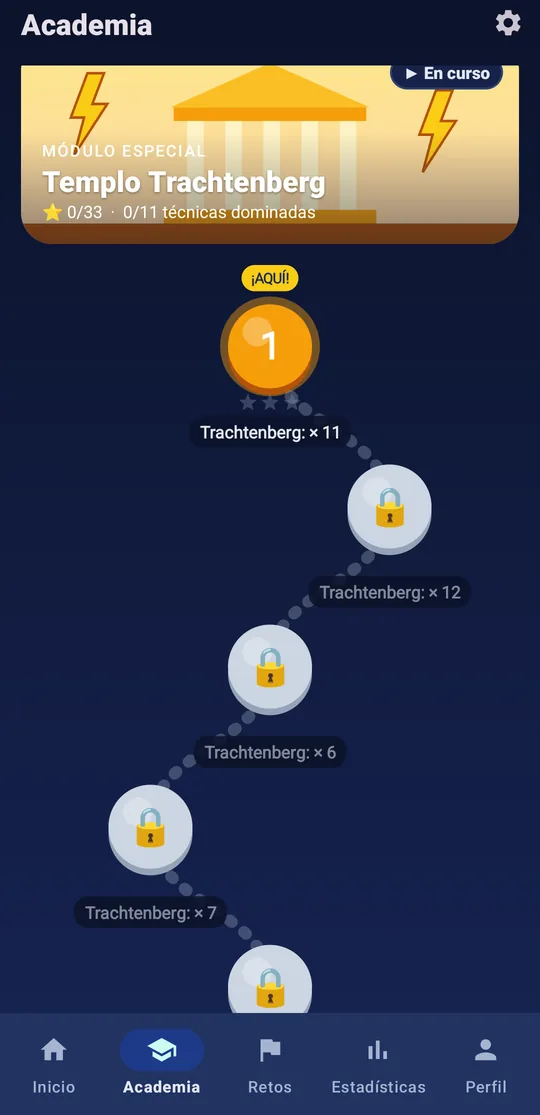 Academia
► En curso
MÓDULO ESPECIAL
Templo Trachtenberg
⭐ 0/33 · 0/11 técnicas dominadas
¡AQUÍ!
1
Trachtenberg: × 11
Trachtenberg: × 12
Trachtenberg: × 6
Trachtenberg: × 7
Inicio
Academia
Retos
Estadísticas
Perfil